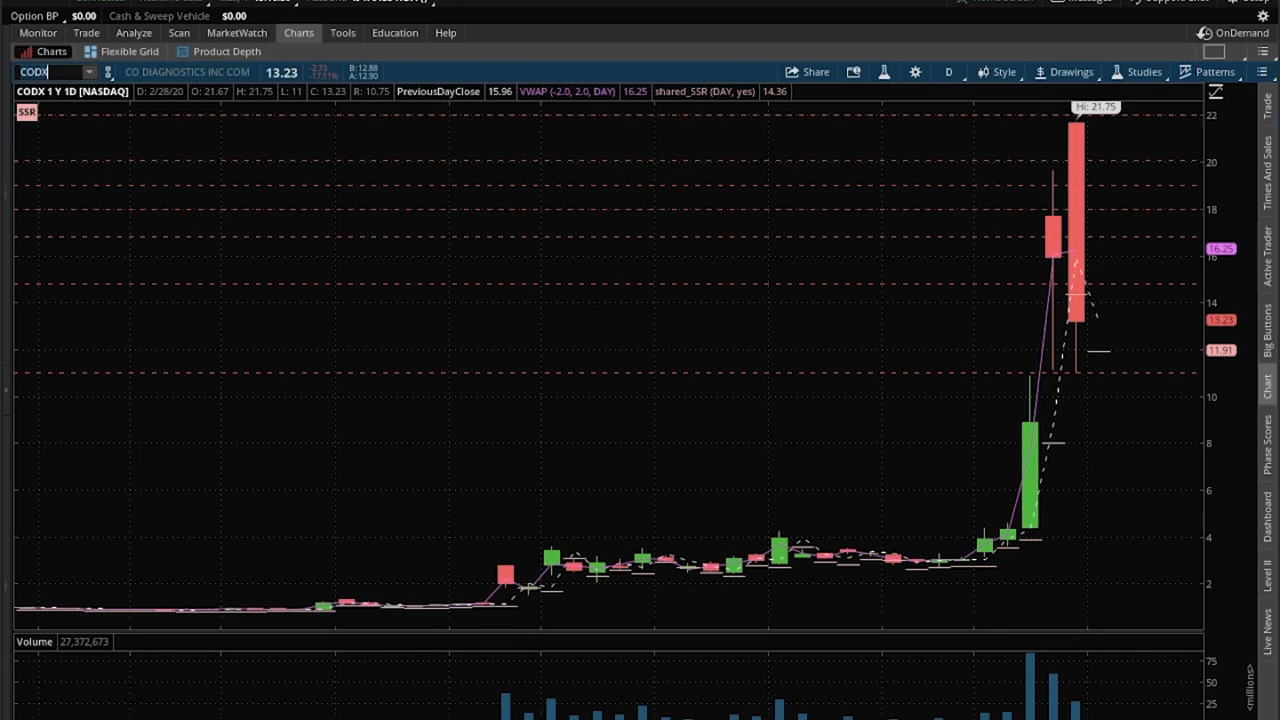 Option BP $0.00 Cash & Sweep Vehicle $0.00
Monitor Trade Analyze Scan MarketWatch Charts Tools Education Help OnDemand
Charts Flexible Grid Product Depth
CODX CO DIAGNOSTICS INC COM 13.23 -2.73 -17.11% B: 12.88 A: 12.90 Share D Style Drawings Studies Patterns
CODX 1 Y 1D [NASDAQ] D: 2/28/20 O: 21.67 H: 21.75 L: 11 C: 13.23 R: 10.75 PreviousDayClose 15.96 VWAP (-2.0, 2.0, DAY) 16.25 shared_SSR (DAY, yes) 14.36
SSR
Hi: 21.75
22
20
18
16.25
16
14
13.23
11.91
10
8
6
4
2
Volume 27,372,673
75
50
25
<millions>
Trade
Times And Sales
Active Trader
Big Buttons
Chart
Phase Scores
Dashboard
Level II
Live News